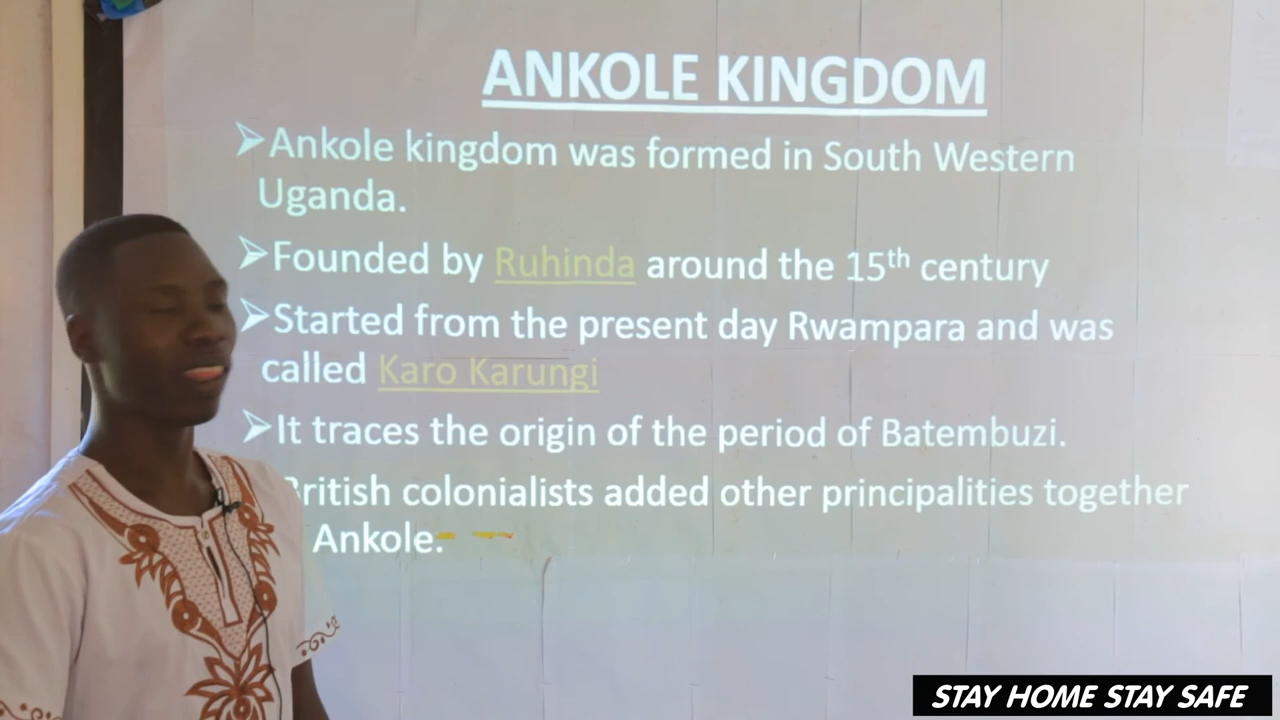 ANKOLE KINGDOM
➢Ankole kingdom was formed in South Western
Uganda.
➢Founded by Ruhinda around the 15th century
➢Started from the present day Rwampara and was
called Karo Karungi
➢It traces the origin of the period of Batembuzi.
British colonialists added other principalities together
Ankole.
STAY HOME STAY SAFE